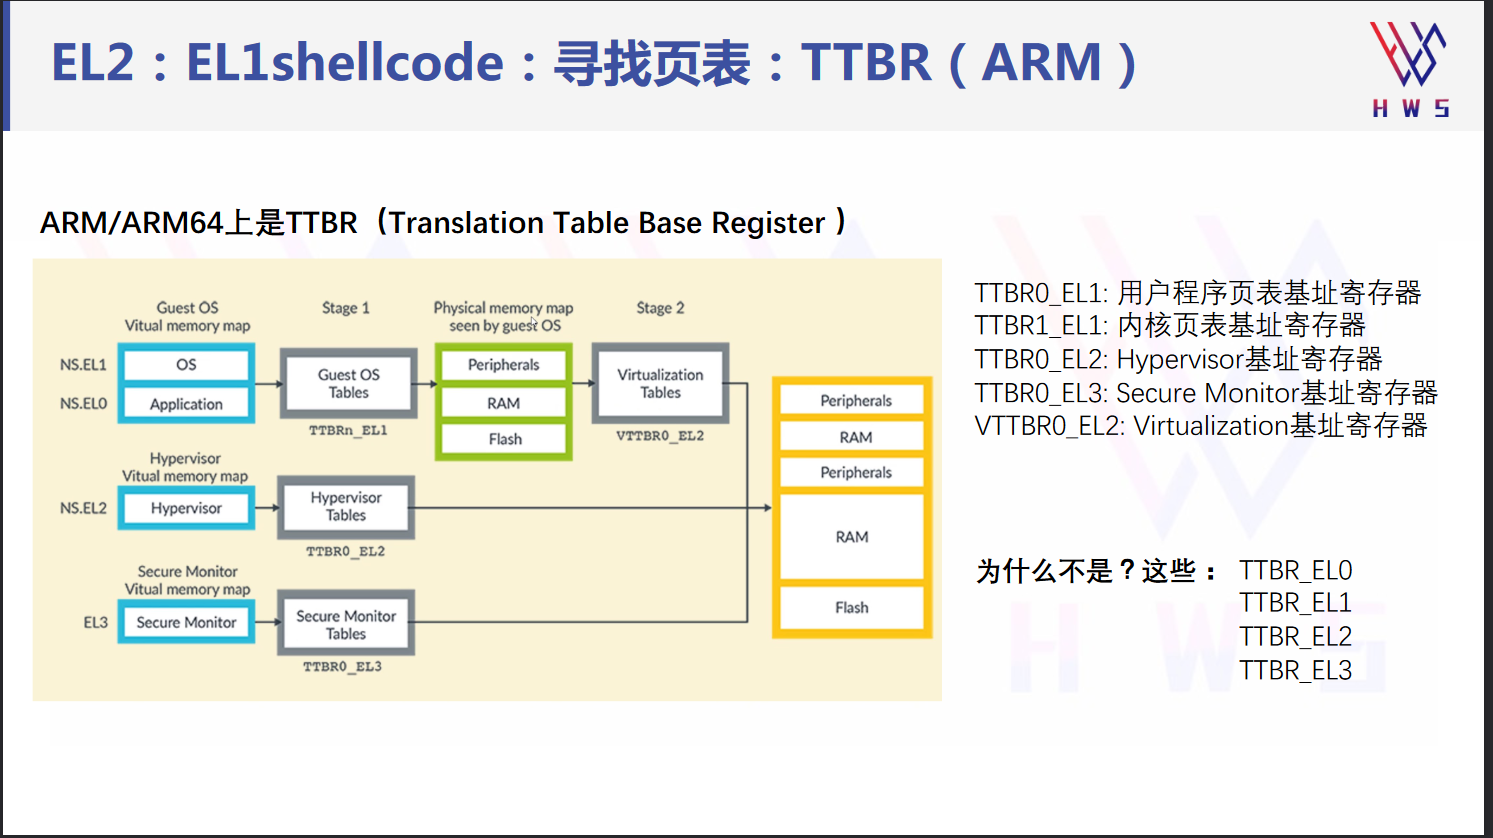 EL2：EL1shellcode：寻找页表：TTBR（ARM）
HWS
ARM/ARM64上是TTBR（Translation Table Base Register ）
Guest OS
Vitual memory map
Stage 1
Physical memory map
seen by guest OS
Stage 2
NS.EL1
OS
NS.EL0
Application
Guest OS
Tables
TTBRn_EL1
Peripherals
RAM
Flash
Virtualization
Tables
VTTBR0_EL2
Hypervisor
Vitual memory map
NS.EL2
Hypervisor
Hypervisor
Tables
TTBR0_EL2
Secure Monitor
Vitual memory map
EL3
Secure Monitor
Secure Monitor
Tables
TTBR0_EL3
Peripherals
RAM
Peripherals
RAM
Flash
TTBR0_EL1: 用户程序页表基址寄存器
TTBR1_EL1: 内核页表基址寄存器
TTBR0_EL2: Hypervisor基址寄存器
TTBR0_EL3: Secure Monitor基址寄存器
VTTBR0_EL2: Virtualization基址寄存器
为什么不是？这些： TTBR_EL0
TTBR_EL1
TTBR_EL2
TTBR_EL3
HWS